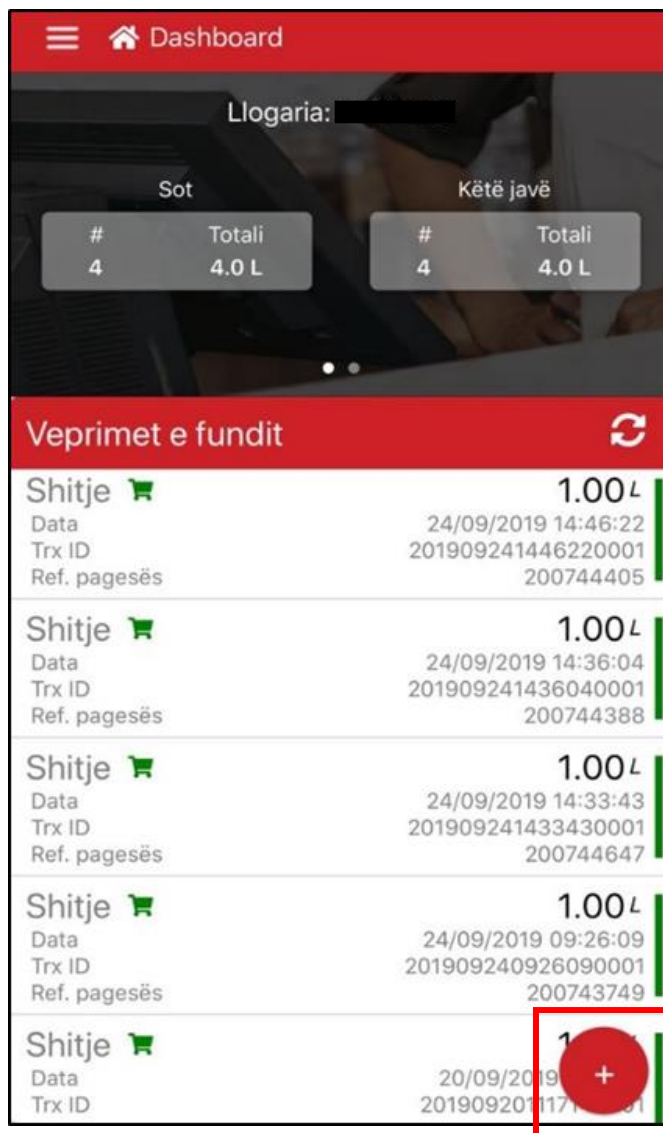 Dashboard
Llogaria:
Sot Këtë javë
# Totali # Totali
4 4.0 L 4 4.0 L
Veprimet e fundit
Shitje 1.00 L
Data 24/09/2019 14:46:22
Trx ID 201909241446220001
Ref. pagesës 200744405
Shitje 1.00 L
Data 24/09/2019 14:36:04
Trx ID 201909241436040001
Ref. pagesës 200744388
Shitje 1.00 L
Data 24/09/2019 14:33:43
Trx ID 201909241433430001
Ref. pagesës 200744647
Shitje 1.00 L
Data 24/09/2019 09:26:09
Trx ID 201909240926090001
Ref. pagesës 200743749
Shitje
Data 20/09/2019
Trx ID
+